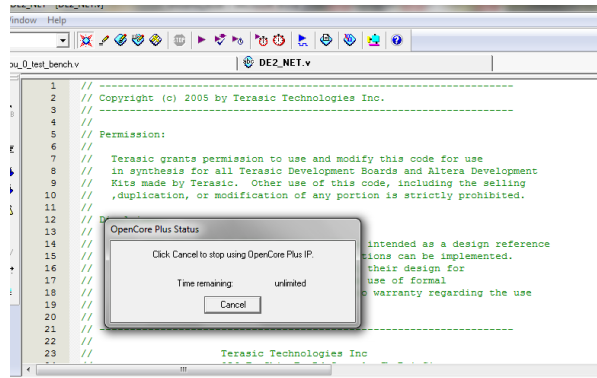 DE2_NET - [DE2_NET.v]
Window Help
pu_0_test_bench.v
DE2_NET.v
1 // --------------------------------------------------------------------
2 // Copyright (c) 2005 by Terasic Technologies Inc.
3 // --------------------------------------------------------------------
4 //
5 // Permission:
6 //
7 // Terasic grants permission to use and modify this code for use
8 // in synthesis for all Terasic Development Boards and Altera Development
9 // Kits made by Terasic. Other use of this code, including the selling
10 // ,duplication, or modification of any portion is strictly prohibited.
11 //
12 //
13 //
OpenCore Plus Status
14 // intended as a design reference
Click Cancel to stop using OpenCore Plus IP.
15 // can be implemented.
16 // their design for
17 // use of formal
Time remaining: unlimited
18 // warranty regarding the use
Cancel
19 //
20 //
21 // --------------------------------------------------------------------
22 //
23 // Terasic Technologies Inc